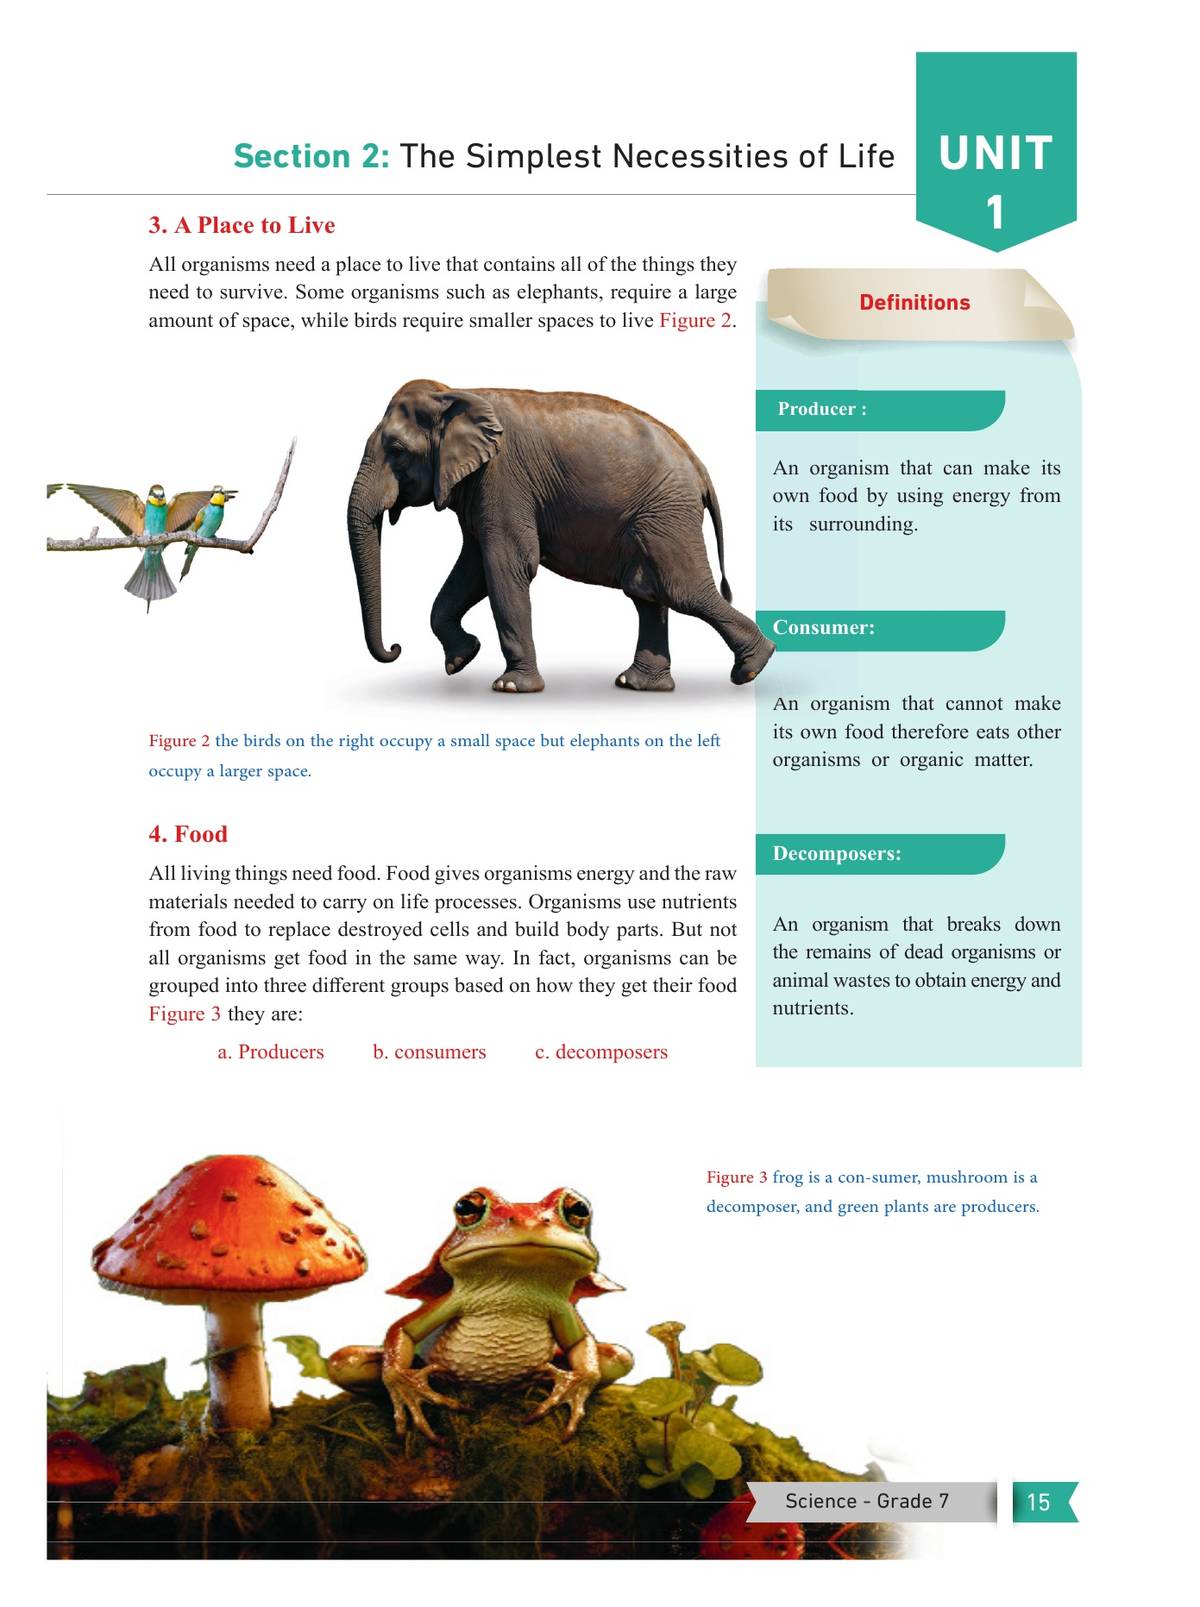 Section 2: The Simplest Necessities of Life
UNIT
1
3. A Place to Live
All organisms need a place to live that contains all of the things they
need to survive. Some organisms such as elephants, require a large
amount of space, while birds require smaller spaces to live Figure 2.
Figure 2 the birds on the right occupy a small space but elephants on the left
occupy a larger space.
4. Food
All living things need food. Food gives organisms energy and the raw
materials needed to carry on life processes. Organisms use nutrients
from food to replace destroyed cells and build body parts. But not
all organisms get food in the same way. In fact, organisms can be
grouped into three different groups based on how they get their food
Figure 3 they are:
a. Producers b. consumers c. decomposers
Definitions
Producer :
An organism that can make its
own food by using energy from
its surrounding.
Consumer:
An organism that cannot make
its own food therefore eats other
organisms or organic matter.
Decomposers:
An organism that breaks down
the remains of dead organisms or
animal wastes to obtain energy and
nutrients.
Figure 3 frog is a con-sumer, mushroom is a
decomposer, and green plants are producers.
Science - Grade 7
15